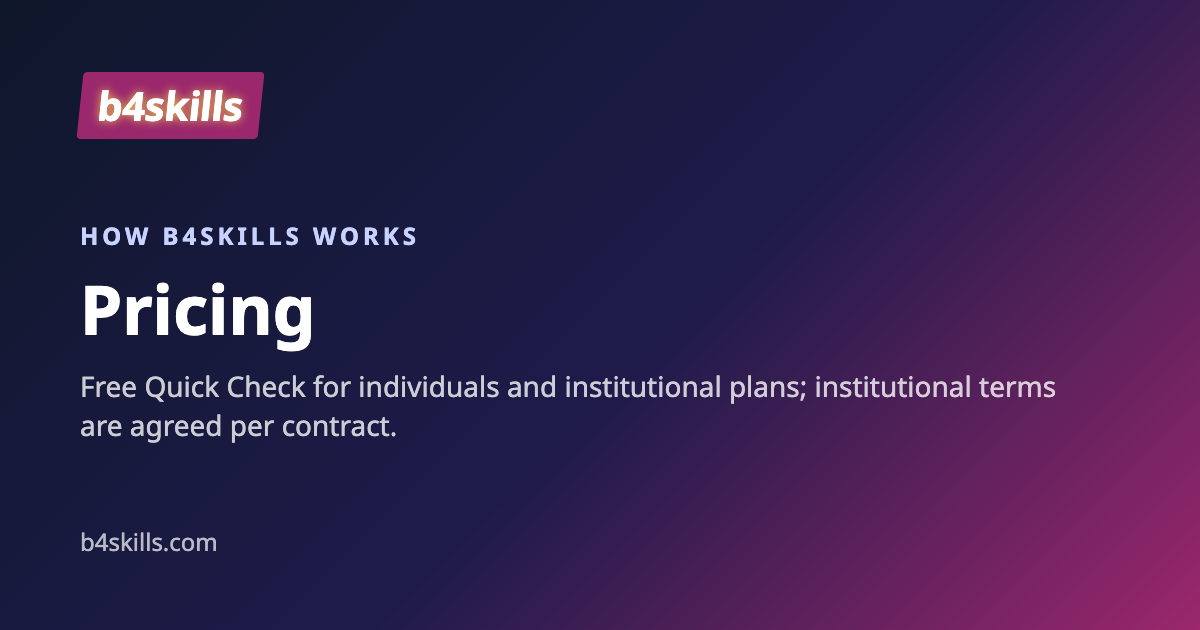 b4skills
HOW B4SKILLS WORKS
Pricing
Free Quick Check for individuals and institutional plans; institutional terms
are agreed per contract.
b4skills.com